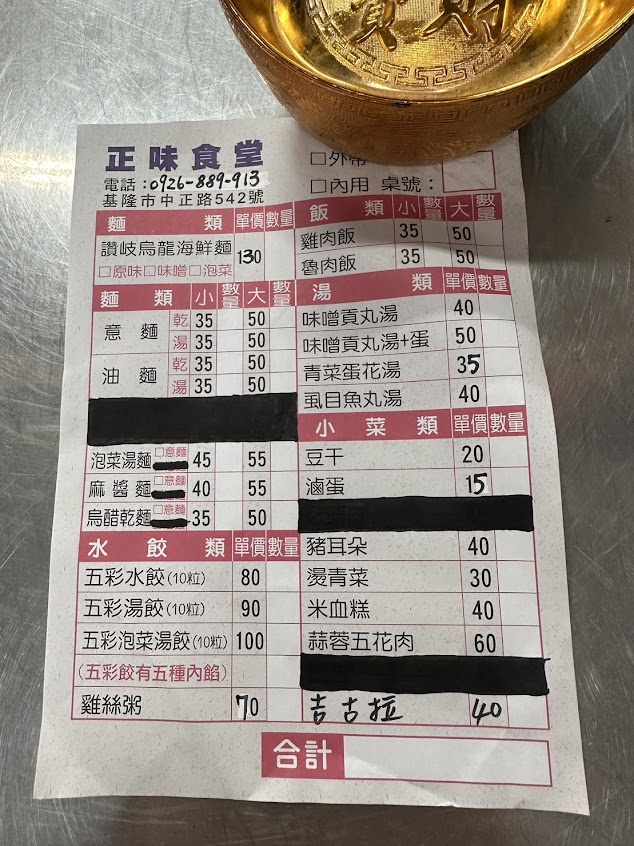 正味食堂
電話:0926-889-913
基隆市中正路542號
□外帶
□內用 桌號:
麵類 單價 數量
讚岐烏龍海鮮麵 130
□原味□味噌□泡菜
麵類 小 數量 大 數量
意麵 乾 35 50
湯 35 50
油麵 乾 35 50
湯 35 50
泡菜湯麵 □意麵 45 55
麻醬麵 □意麵 40 55
烏醋乾麵 □意麵 35 50
水餃類 單價 數量
五彩水餃(10粒) 80
五彩湯餃(10粒) 90
五彩泡菜湯餃(10粒) 100
(五彩餃有五種內餡)
雞絲粥 70
飯類 小 數量 大 數量
雞肉飯 35 50
魯肉飯 35 50
湯類 單價 數量
味噌貢丸湯 40
味噌貢丸湯+蛋 50
青菜蛋花湯 35
虱目魚丸湯 40
小菜類 單價 數量
豆干 20
滷蛋 15
豬耳朵 40
燙青菜 30
米血糕 40
蒜蓉五花肉 60
吉古拉 40
合計